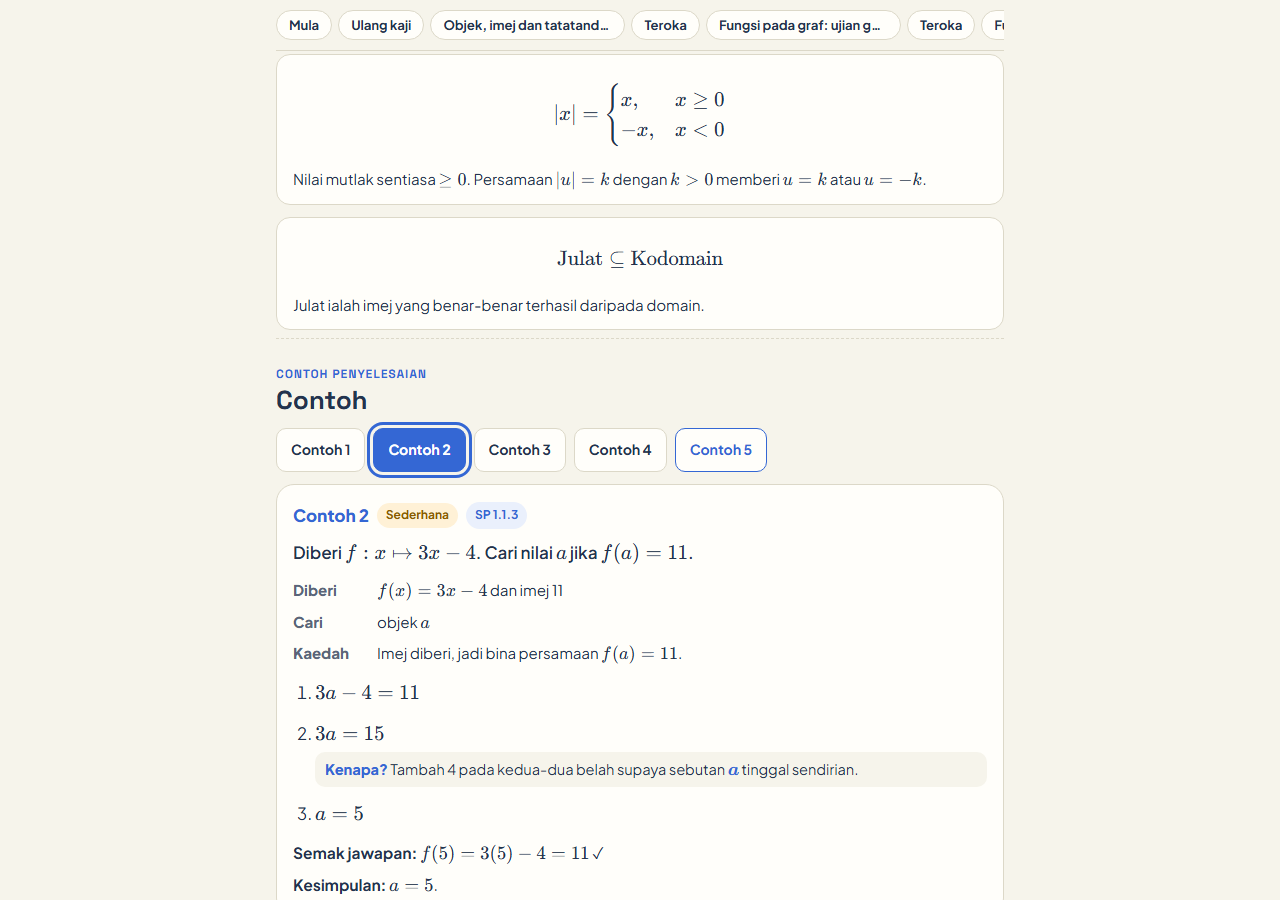 Mula
Ulang kaji
Objek, imej dan tatatand...
Teroka
Fungsi pada graf: ujian g...
Teroka
|x| = { x, x ≥ 0
−x, x < 0
Nilai mutlak sentiasa ≥ 0. Persamaan |u| = k dengan k > 0 memberi u = k atau u = −k.
Julat ⊆ Kodomain
Julat ialah imej yang benar-benar terhasil daripada domain.
CONTOH PENYELESAIAN
Contoh
Contoh 1
Contoh 2
Contoh 3
Contoh 4
Contoh 5
Contoh 2 Sederhana SP 1.1.3
Diberi f : x ↦ 3x − 4. Cari nilai a jika f(a) = 11.
Diberi f(x) = 3x − 4 dan imej 11
Cari objek a
Kaedah Imej diberi, jadi bina persamaan f(a) = 11.
1. 3a − 4 = 11
2. 3a = 15
Kenapa? Tambah 4 pada kedua-dua belah supaya sebutan a tinggal sendirian.
3. a = 5
Semak jawapan: f(5) = 3(5) − 4 = 11 ✓
Kesimpulan: a = 5.